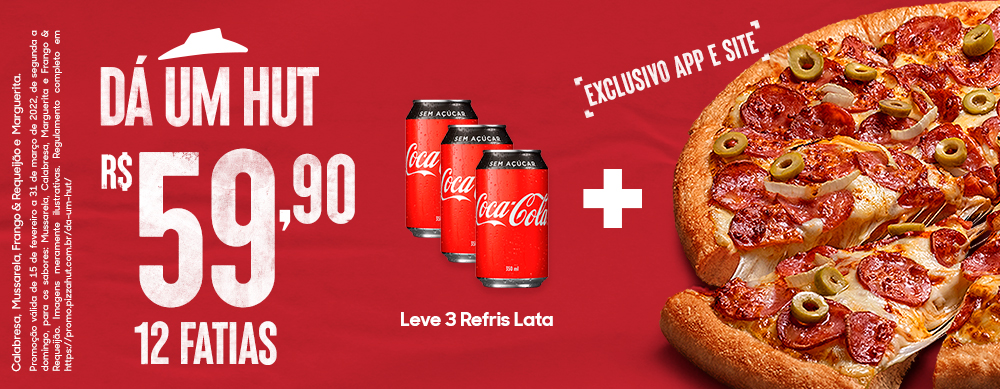 Calabresa, Mussarela, Frango & Requeijão e Marguerita.
Promoção válida de 15 de fevereiro a 31 de março de 2022, de segunda a
domingo, para os sabores: Mussarela, Calabresa, Marguerita e Frango &
Requeijão. Imagens meramente ilustrativas. Regulamento completo em
https://promo.pizzahut.com.br/da-um-hut/
DÁ UM HUT
R$ 59,90
12 FATIAS
SEM AÇÚCAR
Coca
SEM AÇÚCAR
Coca
SEM AÇÚCAR
Coca-Cola
350 ml
+
Leve 3 Refris Lata
EXCLUSIVO APP E SITE